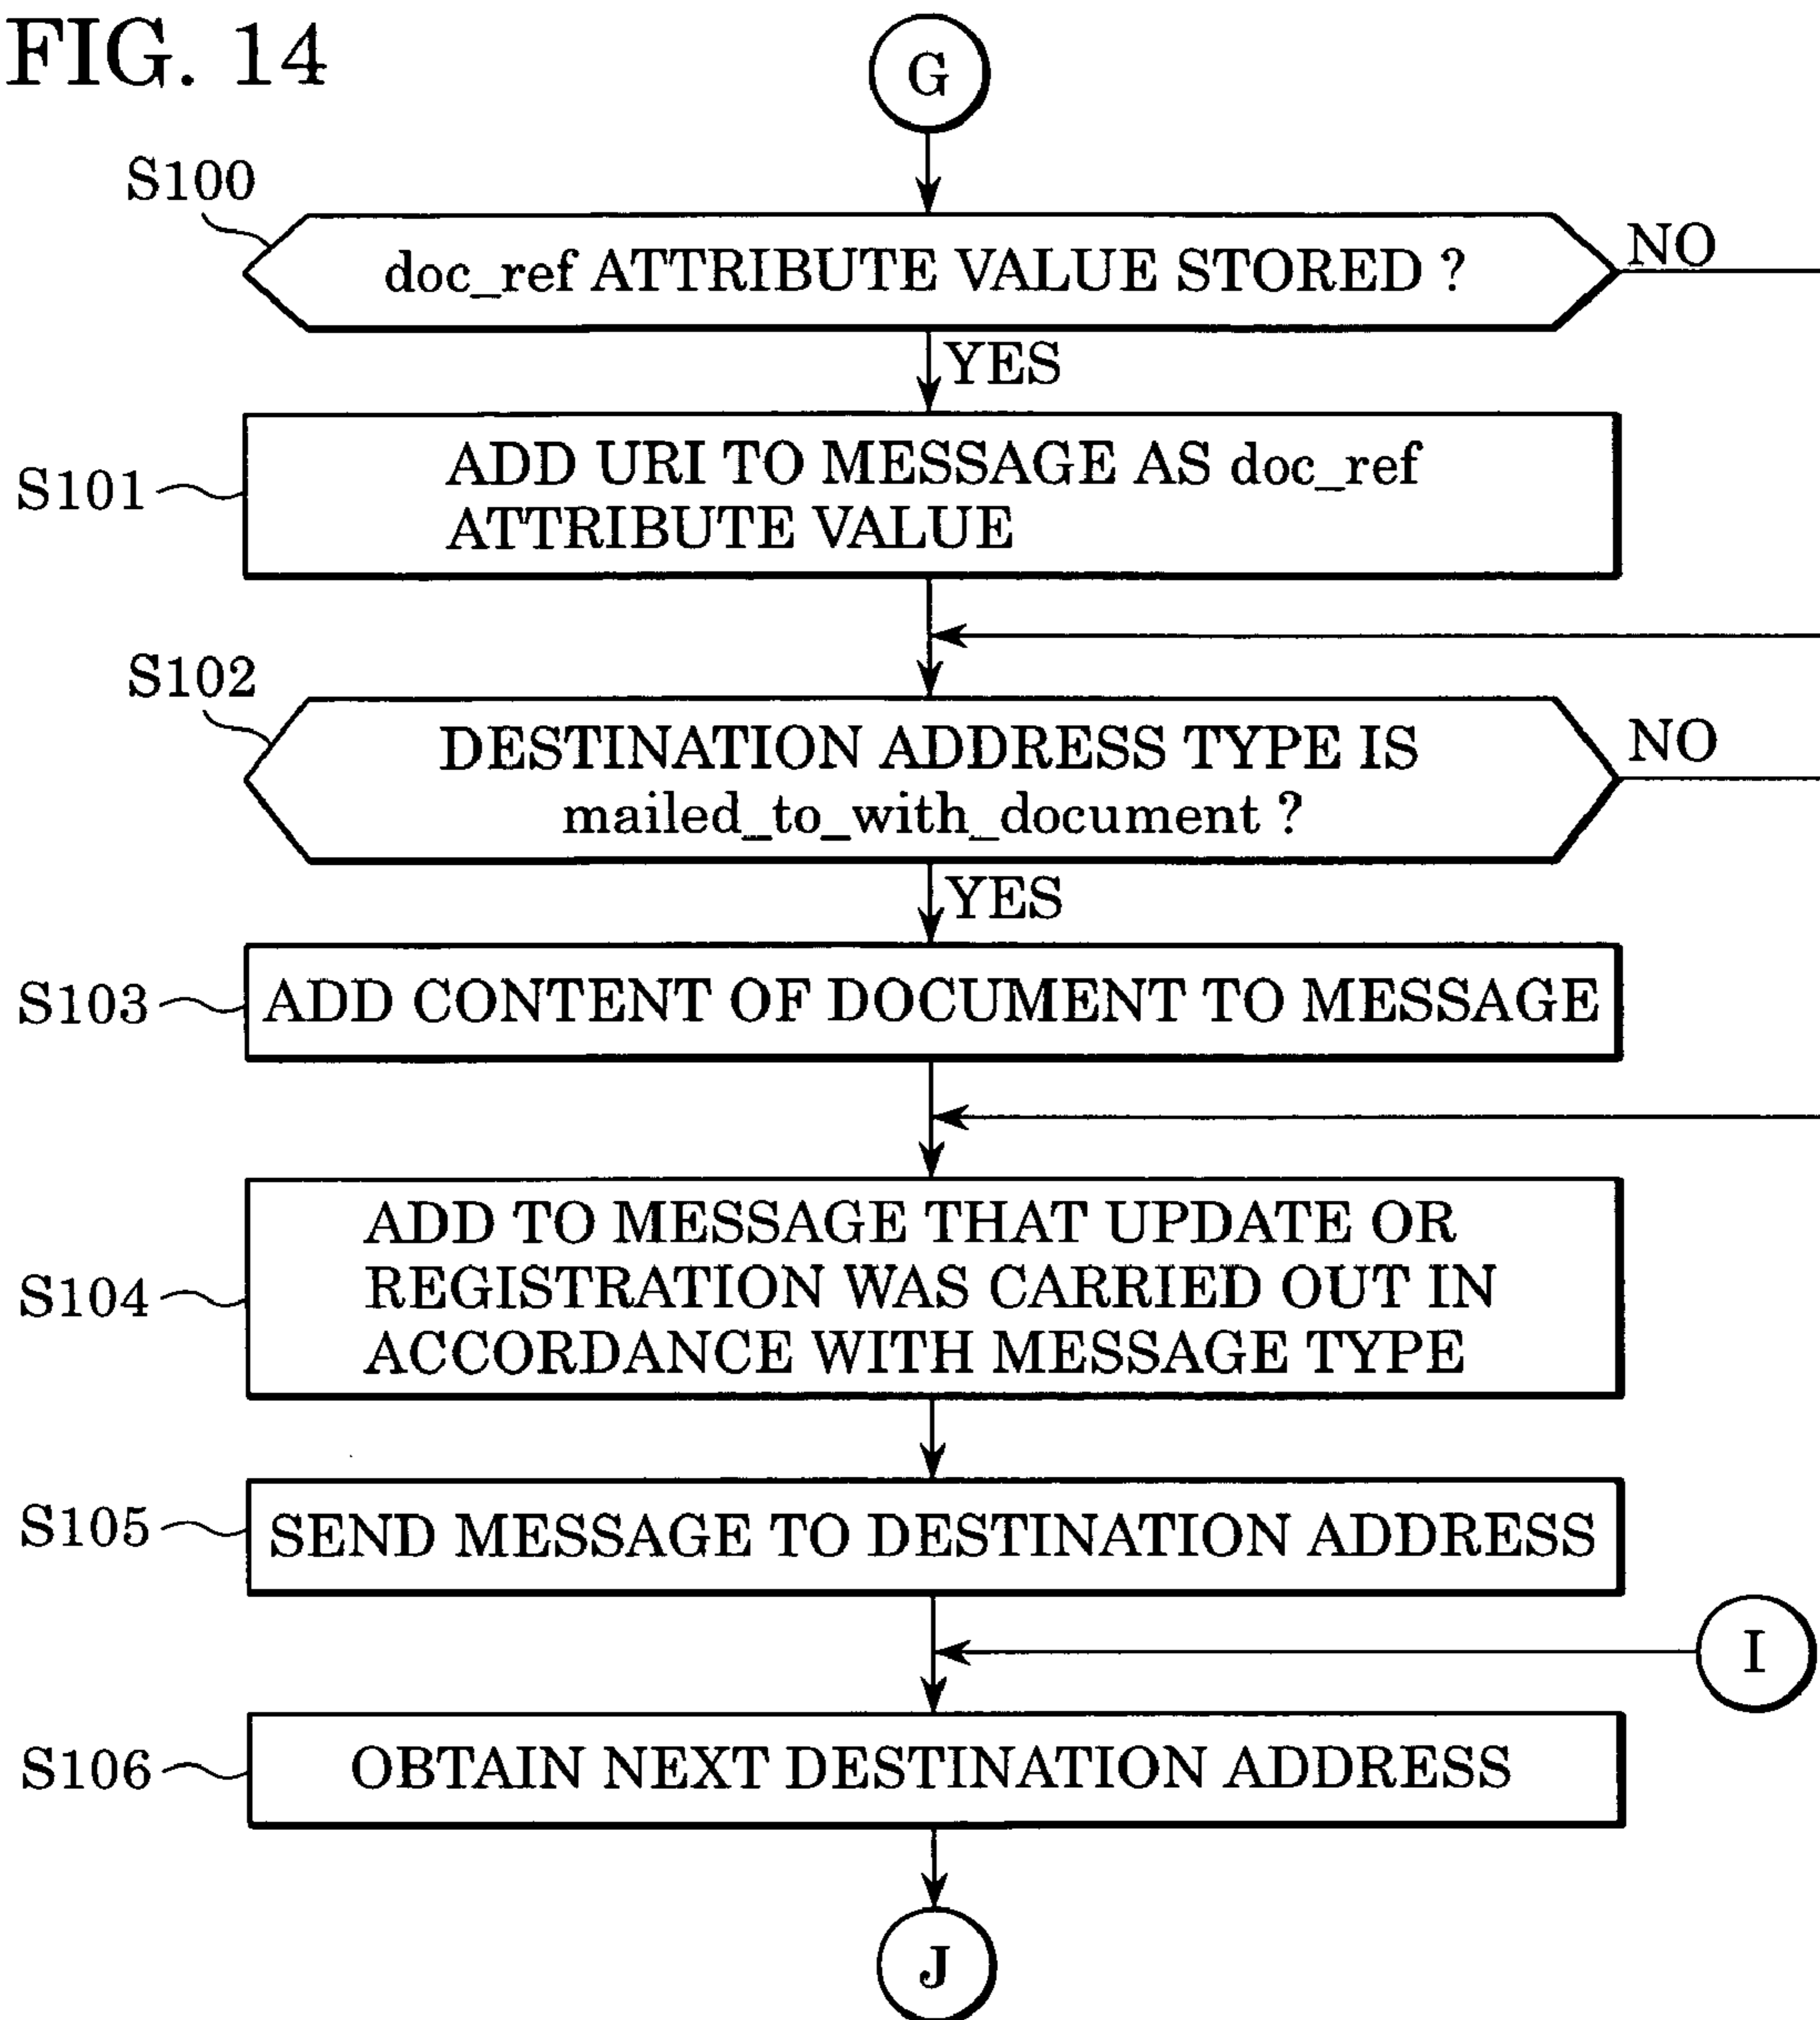 FIG. 14
G
S100
doc_ref ATTRIBUTE VALUE STORED ?
NO
YES
S101
ADD URI TO MESSAGE AS doc_ref
ATTRIBUTE VALUE
S102
DESTINATION ADDRESS TYPE IS
mailed_to_with_document ?
NO
YES
S103
ADD CONTENT OF DOCUMENT TO MESSAGE
S104
ADD TO MESSAGE THAT UPDATE OR
REGISTRATION WAS CARRIED OUT IN
ACCORDANCE WITH MESSAGE TYPE
S105
SEND MESSAGE TO DESTINATION ADDRESS
I
S106
OBTAIN NEXT DESTINATION ADDRESS
J